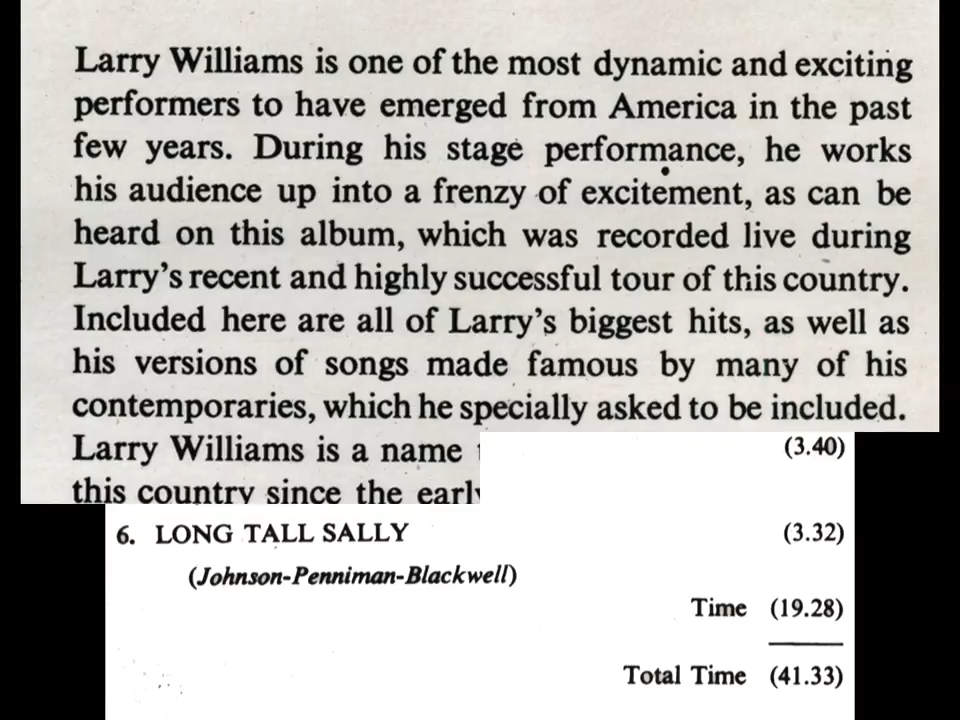 Larry Williams is one of the most dynamic and exciting
performers to have emerged from America in the past
few years. During his stage performance, he works
his audience up into a frenzy of excitement, as can be
heard on this album, which was recorded live during
Larry's recent and highly successful tour of this country.
Included here are all of Larry's biggest hits, as well as
his versions of songs made famous by many of his
contemporaries, which he specially asked to be included.
Larry Williams is a name
(3.40)
this country since the
6. LONG TALL SALLY (3.32)
(Johnson-Penniman-Blackwell)
Time (19.28)
Total Time (41.33)